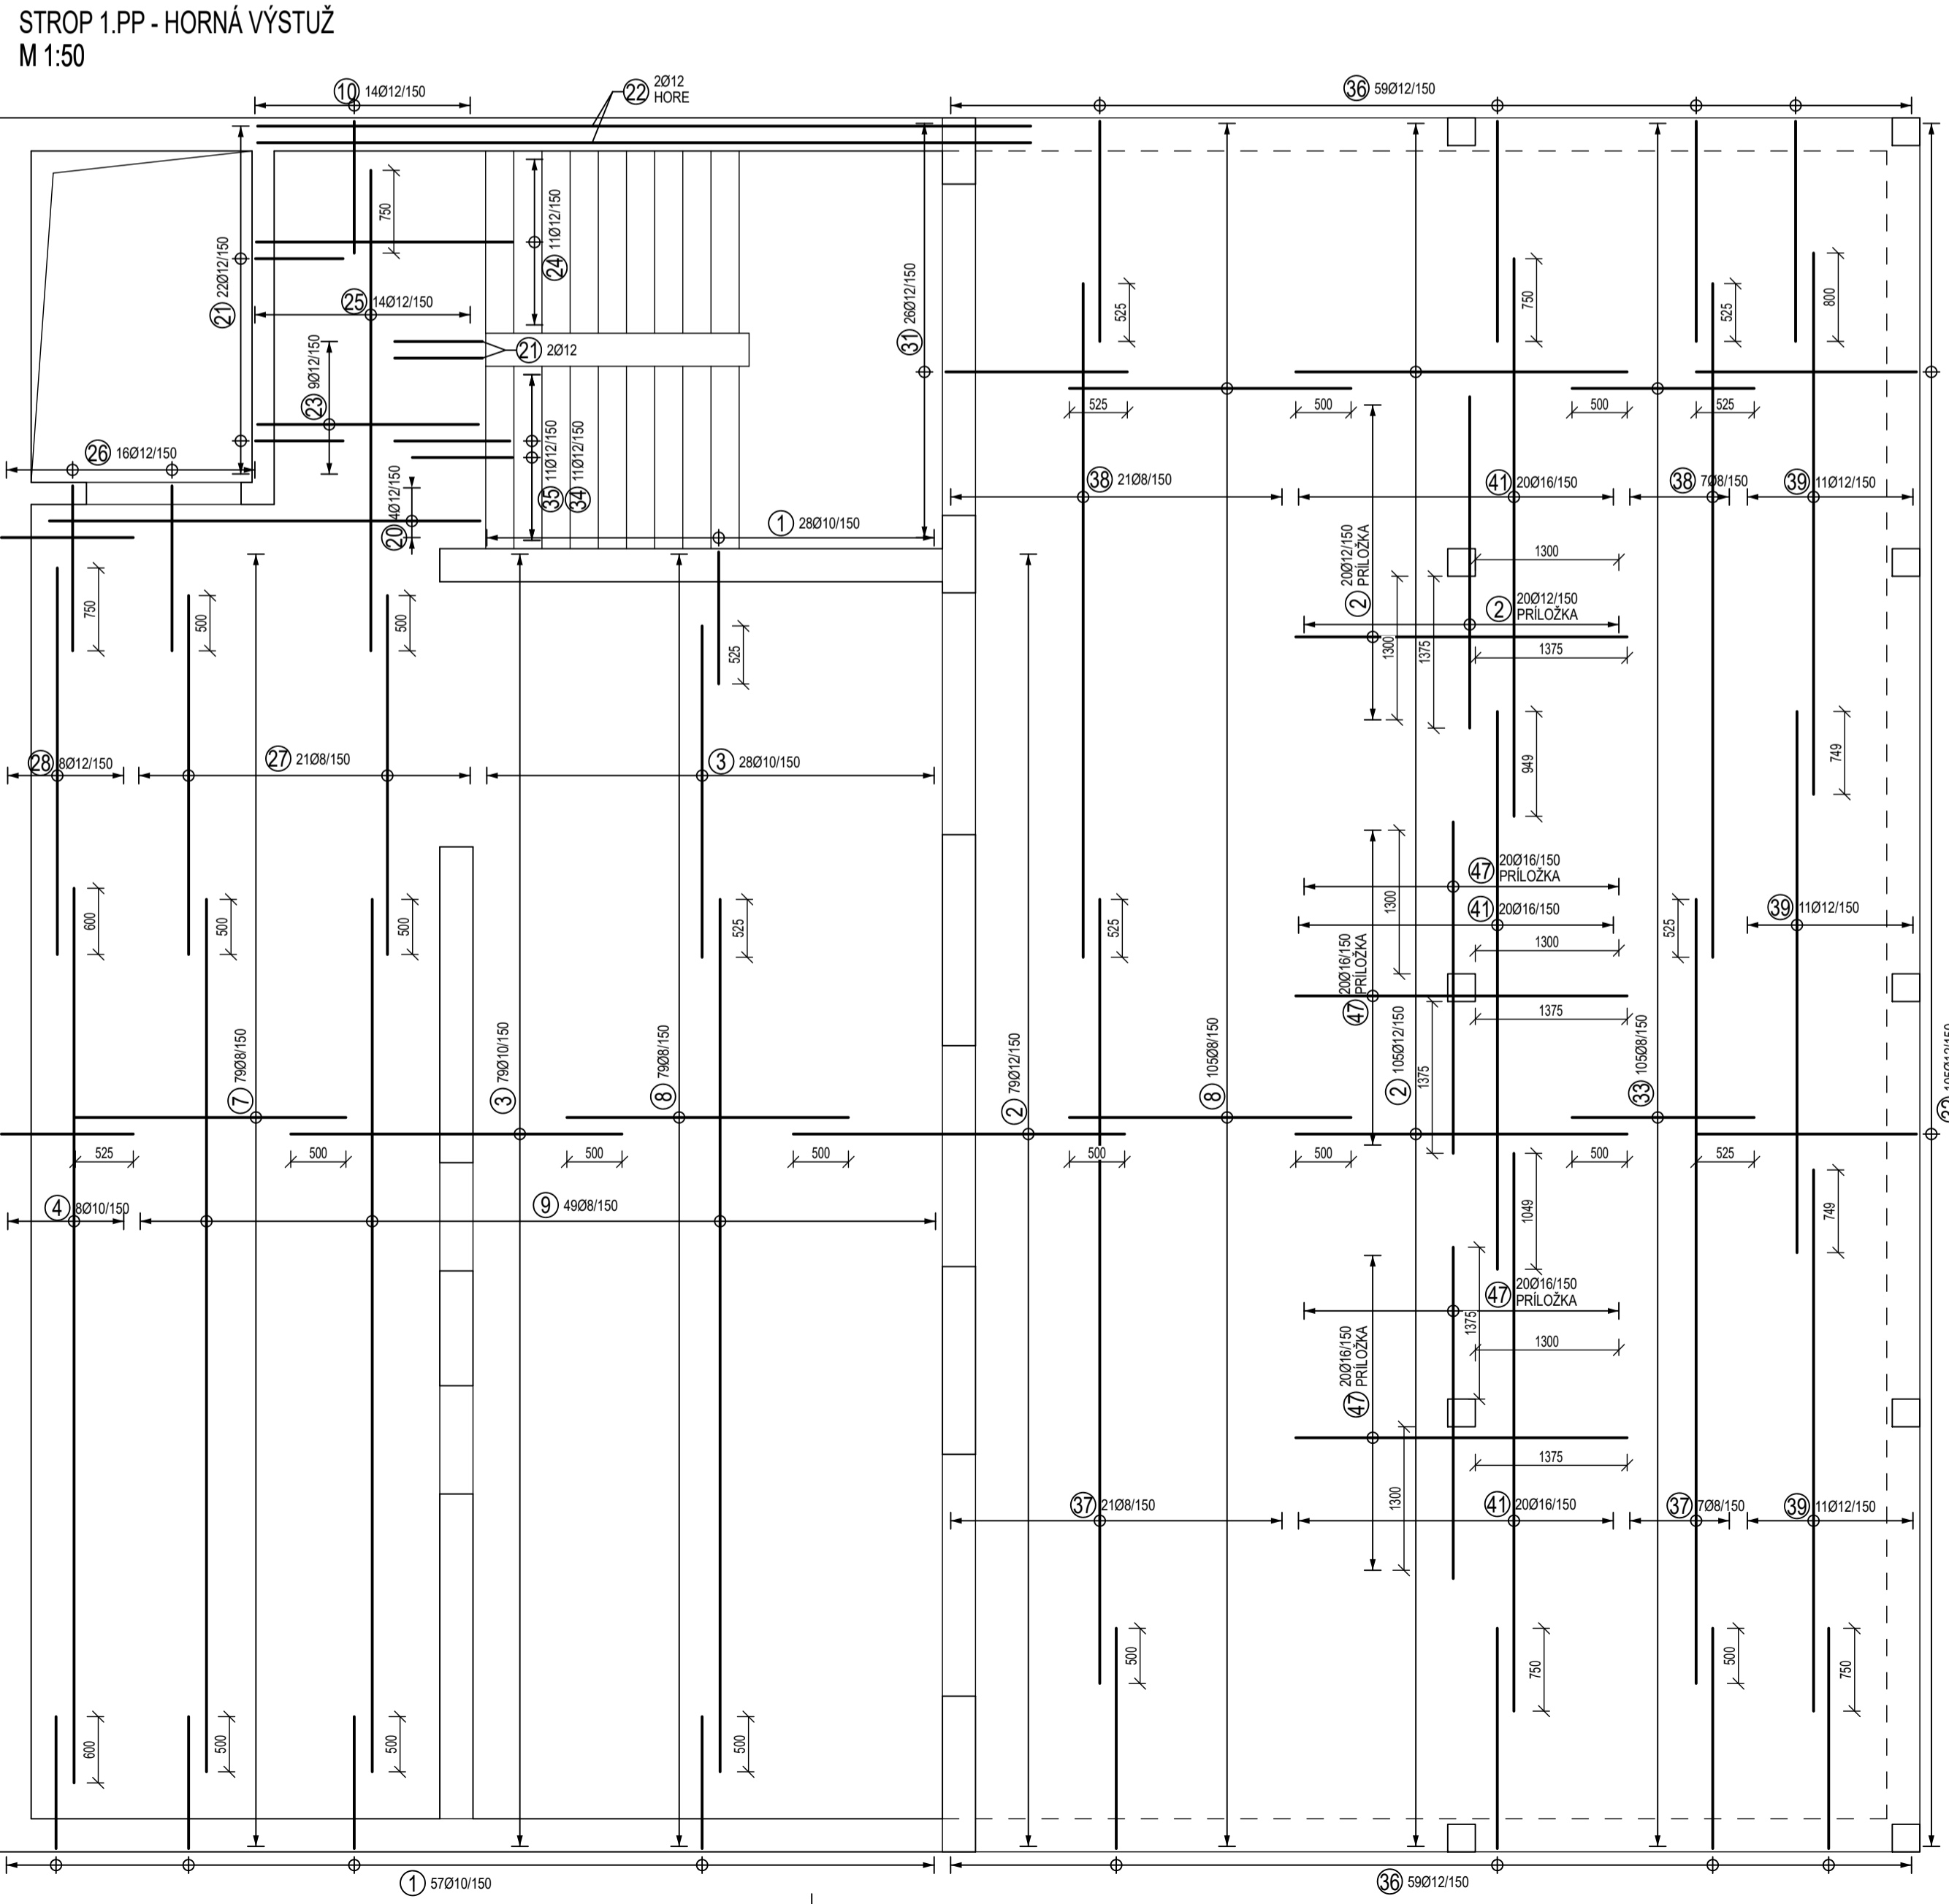 STROP 1.PP - HORNÁ VÝSTUŽ
M 1:50
10 14Ø12/150
22 2Ø12
HORE
36 59Ø12/150
21 22Ø12/150
750
24 11Ø12/150
25 14Ø12/150
21 2Ø12
23 9Ø12/150
31 26Ø12/150
525
750
525
800
26 16Ø12/150
20 4Ø12/150
35 11Ø12/150
34 11Ø12/150
1 28Ø10/150
525
500
500
525
38 21Ø8/150
41 20Ø16/150
38 7Ø8/150
39 11Ø12/150
2 20Ø12/150
PRÍLOŽKA
1300
2 20Ø12/150
PRÍLOŽKA
1300
1375
1375
750
500
500
525
28 8Ø12/150
27 21Ø8/150
3 28Ø10/150
949
749
600
500
500
525
525
1300
47 20Ø16/150
PRÍLOŽKA
41 20Ø16/150
1300
525
39 11Ø12/150
47 20Ø16/150
PRÍLOŽKA
1375
1375
7 79Ø8/150
3 79Ø10/150
8 79Ø8/150
2 79Ø12/150
8 105Ø8/150
2 105Ø12/150
33 105Ø8/150
525
500
500
500
500
500
500
525
4 8Ø10/150
9 49Ø8/150
1049
749
47 20Ø16/150
PRÍLOŽKA
1375
1300
47 20Ø16/150
PRÍLOŽKA
1375
1300
37 21Ø8/150
41 20Ø16/150
37 7Ø8/150
39 11Ø12/150
500
750
500
750
600
500
500
500
1 57Ø10/150
36 59Ø12/150